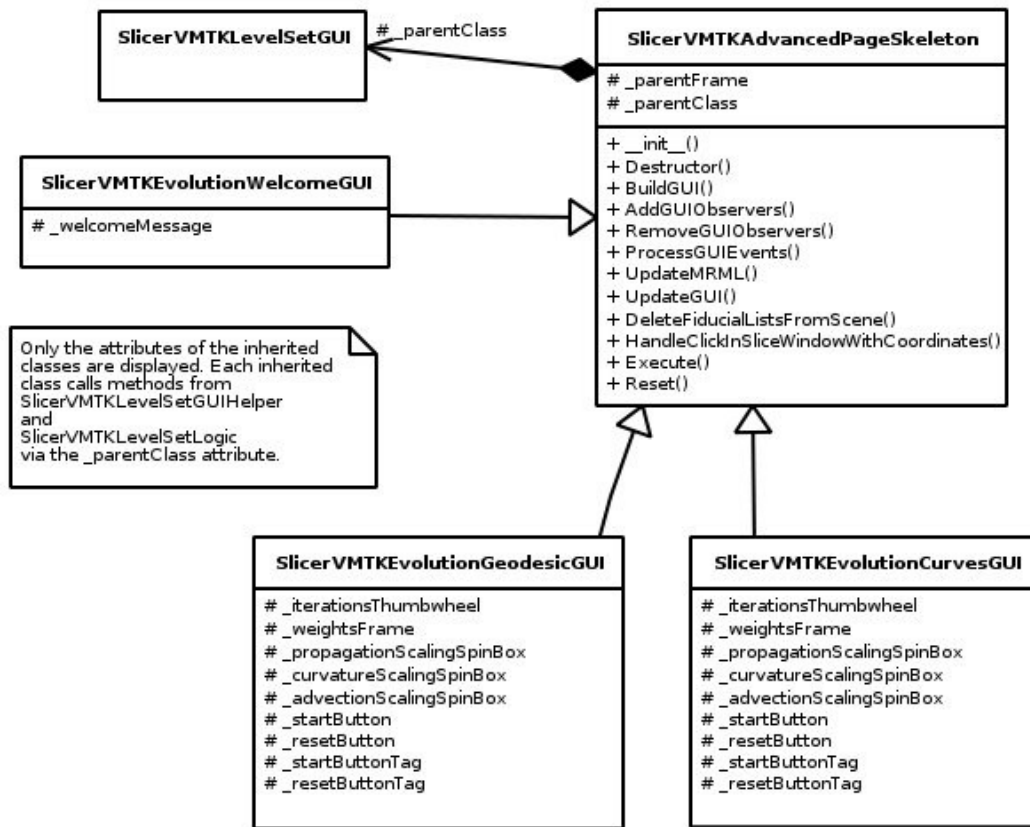 SlicerVMTKLevelSetGUI
# _parentClass
SlicerVMTKAdvancedPageSkeleton
# _parentFrame
# _parentClass
+ __init__()
+ Destructor()
+ BuildGUI()
+ AddGUIObservers()
+ RemoveGUIObservers()
+ ProcessGUIEvents()
+ UpdateMRML()
+ UpdateGUI()
+ DeleteFiducialListsFromScene()
+ HandleClickInSliceWindowWithCoordinates()
+ Execute()
+ Reset()
SlicerVMTKEvolutionWelcomeGUI
# _welcomeMessage
Only the attributes of the inherited
classes are displayed. Each inherited
class calls methods from
SlicerVMTKLevelSetGUIHelper
and
SlicerVMTKLevelSetLogic
via the _parentClass attribute.
SlicerVMTKEvolutionGeodesicGUI
# _iterationsThumbwheel
# _weightsFrame
# _propagationScalingSpinBox
# _curvatureScalingSpinBox
# _advectionScalingSpinBox
# _startButton
# _resetButton
# _startButtonTag
# _resetButtonTag
SlicerVMTKEvolutionCurvesGUI
# _iterationsThumbwheel
# _weightsFrame
# _propagationScalingSpinBox
# _curvatureScalingSpinBox
# _advectionScalingSpinBox
# _startButton
# _resetButton
# _startButtonTag
# _resetButtonTag